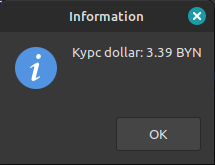 Information
Курс dollar: 3.39 BYN
OK